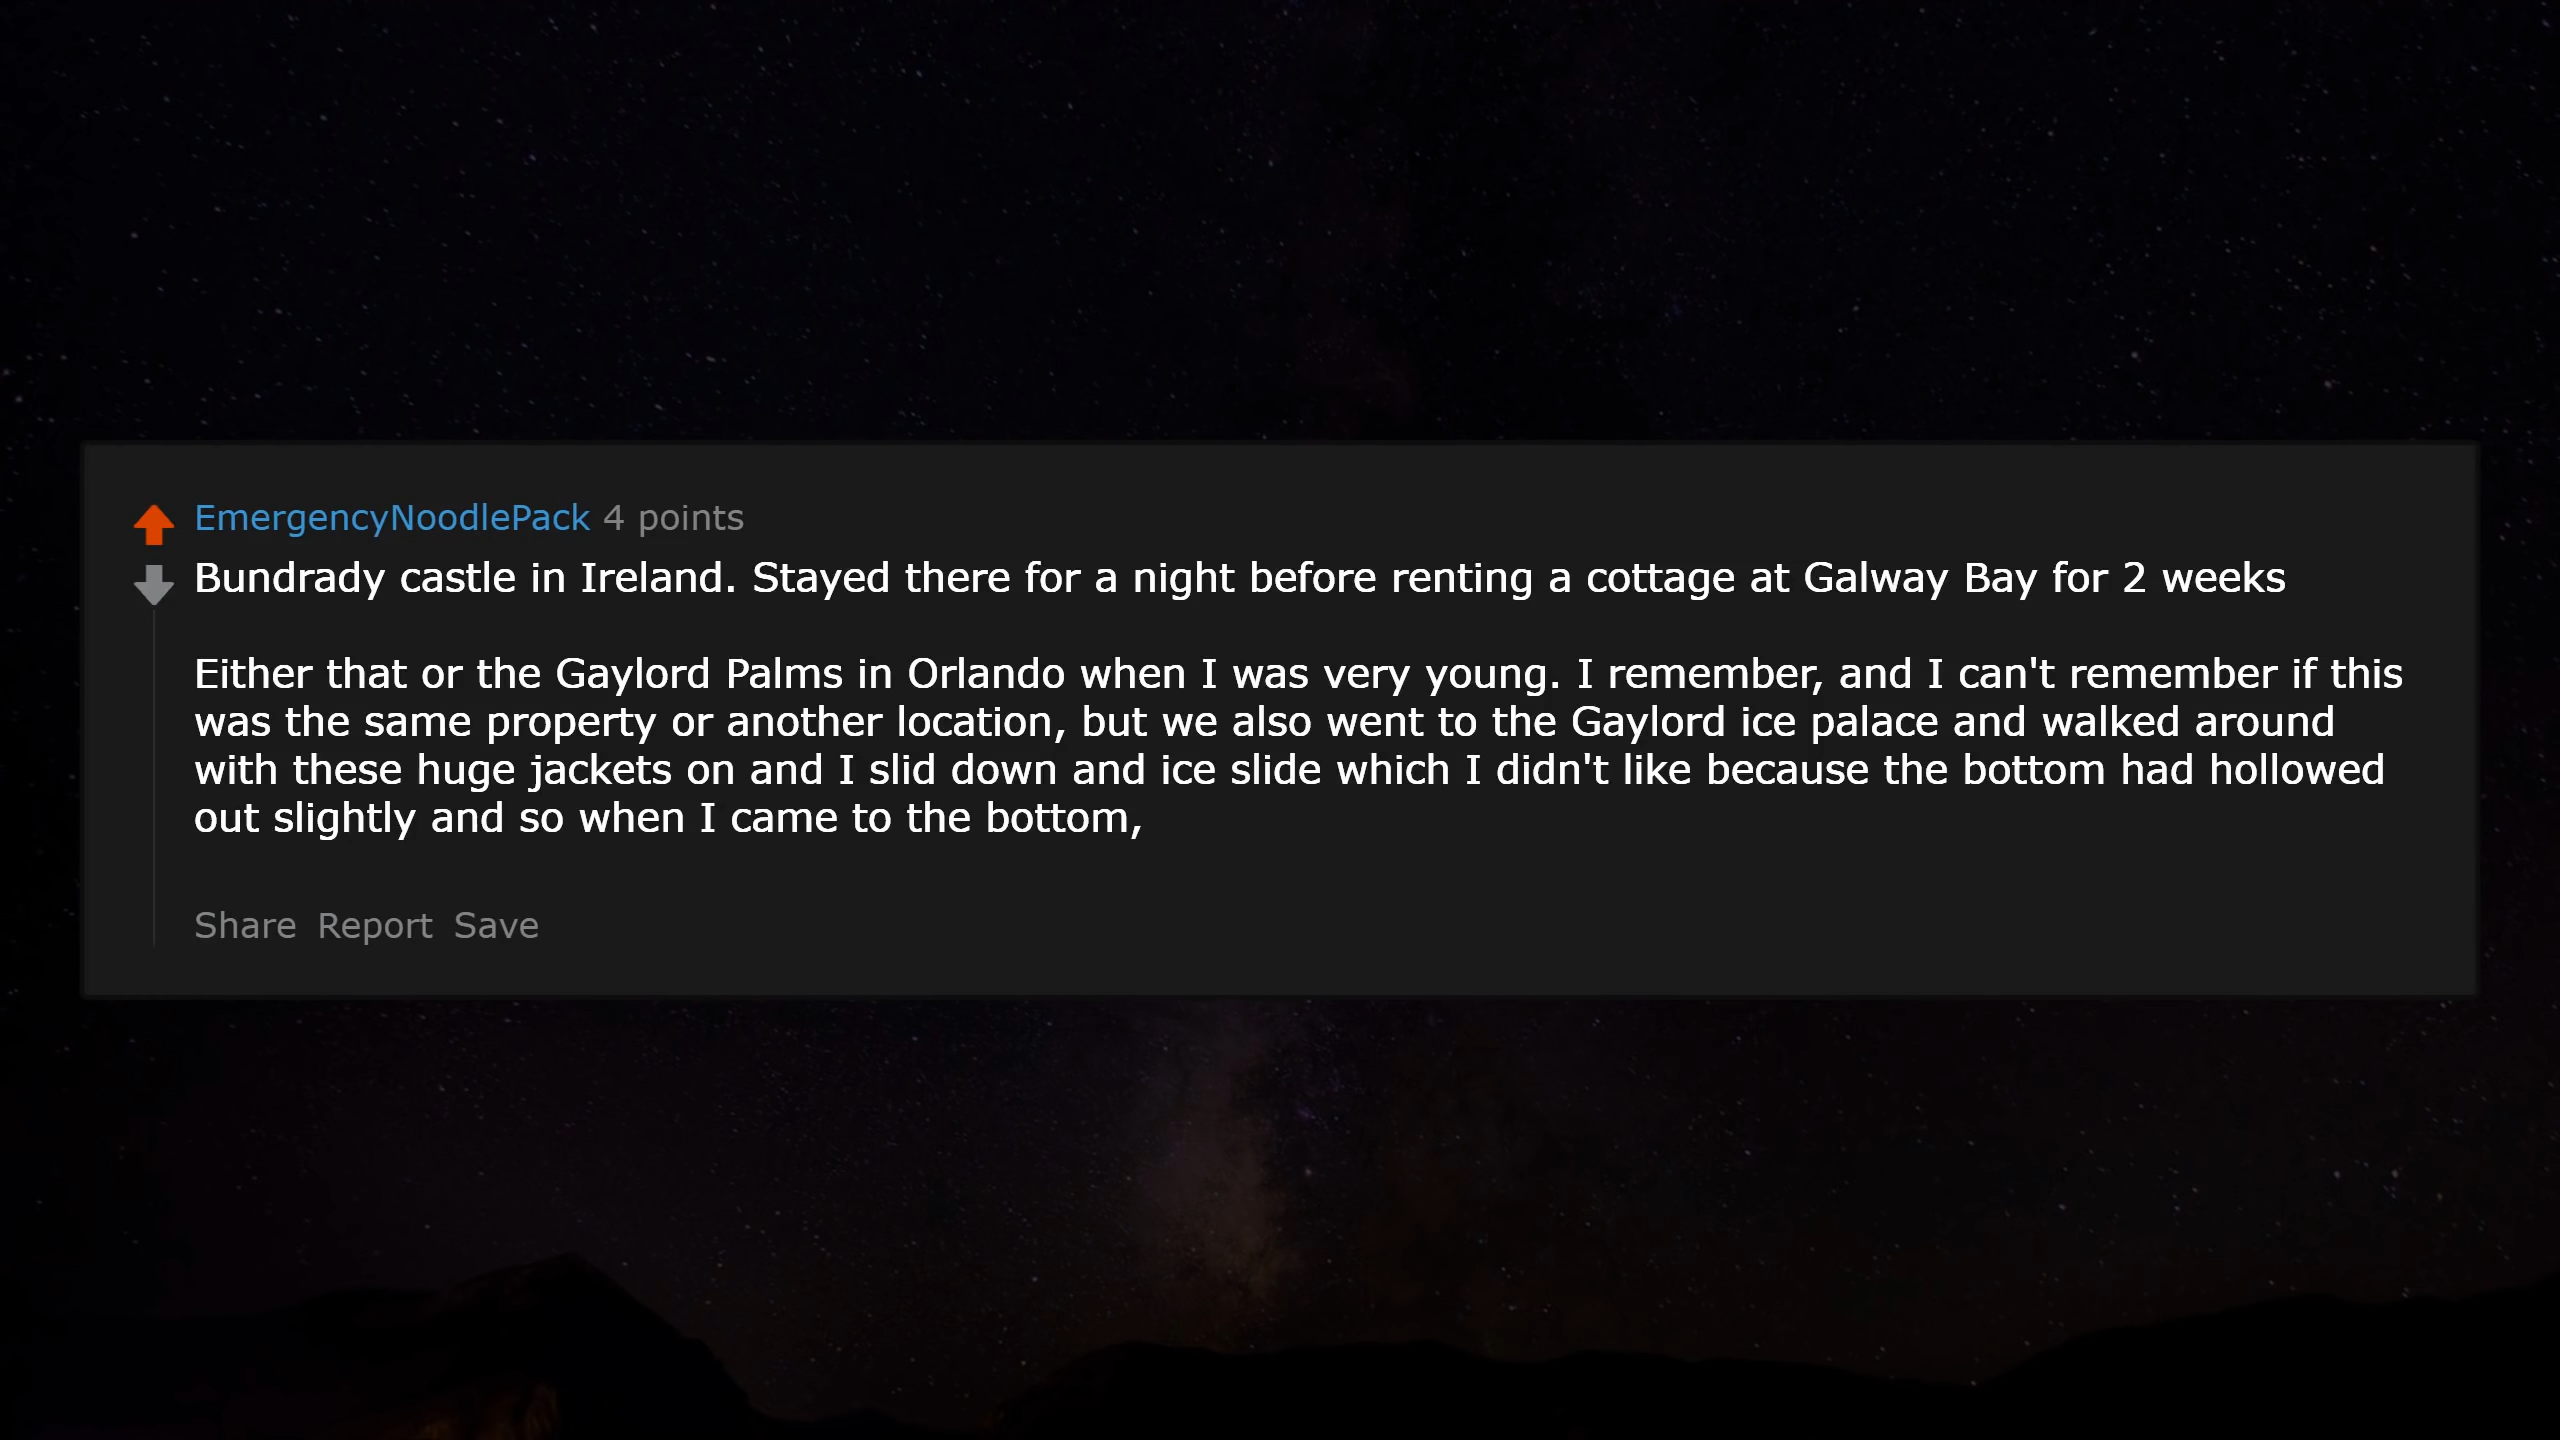 EmergencyNoodlePack 4 points
Bundrady castle in Ireland. Stayed there for a night before renting a cottage at Galway Bay for 2 weeks
Either that or the Gaylord Palms in Orlando when I was very young. I remember, and I can't remember if this
was the same property or another location, but we also went to the Gaylord ice palace and walked around
with these huge jackets on and I slid down and ice slide which I didn't like because the bottom had hollowed
out slightly and so when I came to the bottom,
Share Report Save